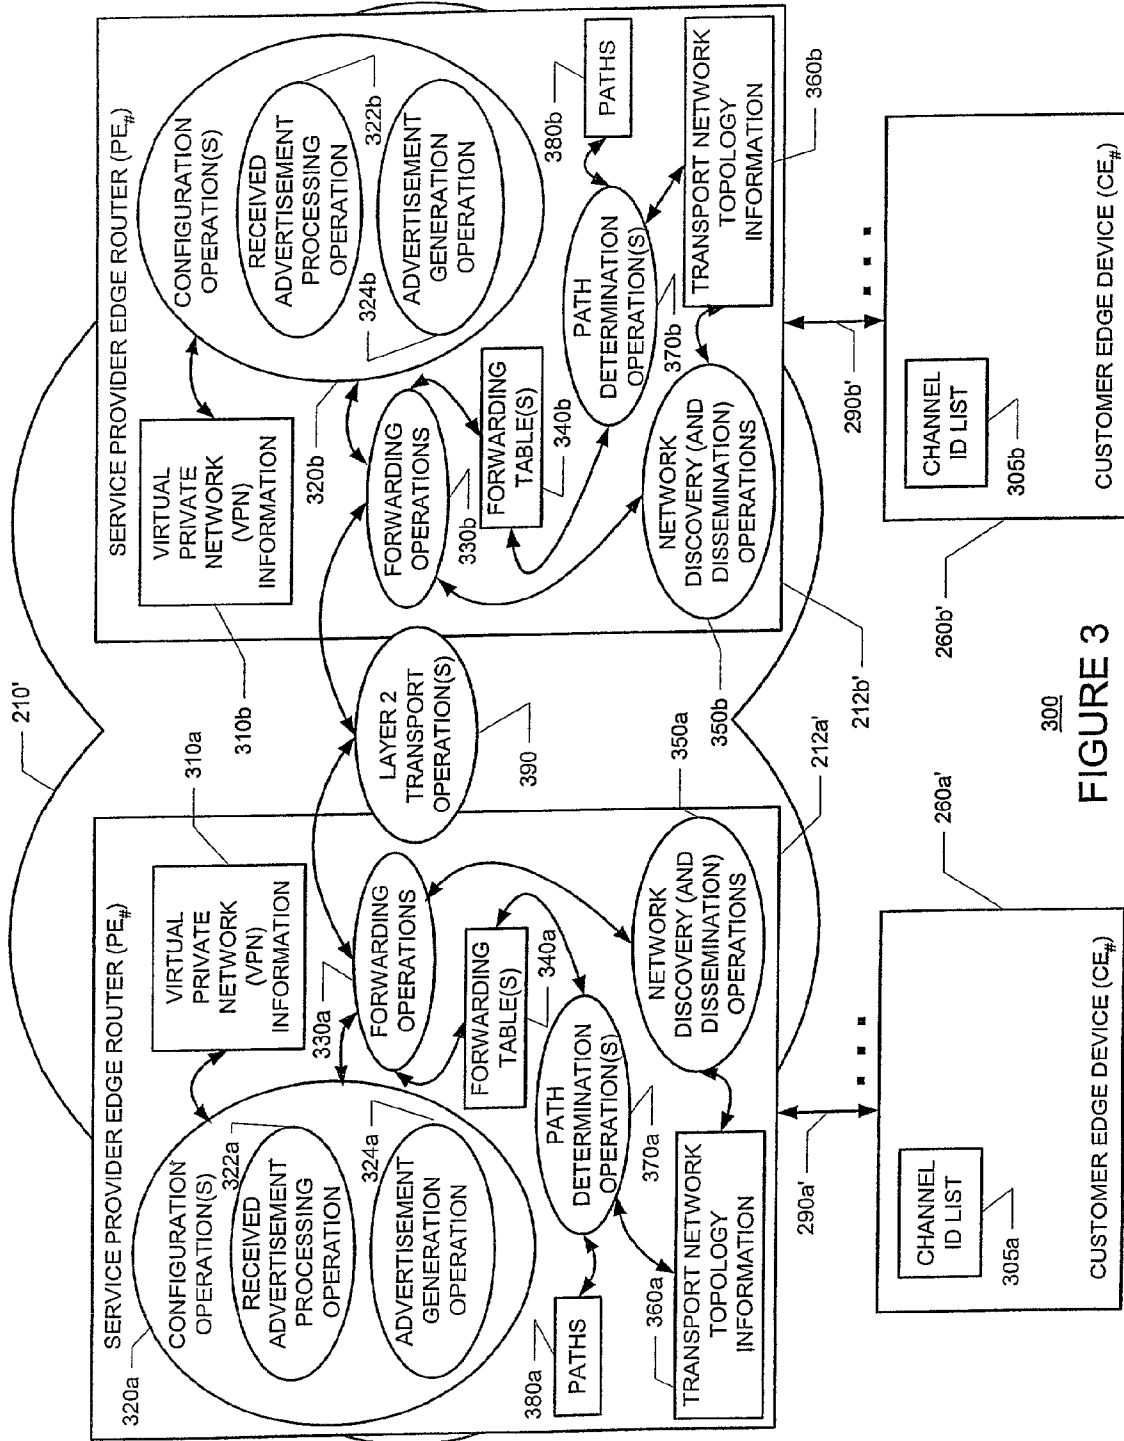 210'
SERVICE PROVIDER EDGE ROUTER (PE#)
320a
CONFIGURATION
OPERATION(S)
322a
RECEIVED
ADVERTISEMENT
PROCESSING
OPERATION
324a
ADVERTISEMENT
GENERATION
OPERATION
VIRTUAL
PRIVATE
NETWORK
(VPN)
INFORMATION
310a
330a
FORWARDING
OPERATIONS
FORWARDING
TABLE(S)
340a
380a
PATHS
PATH
DETERMINATION
OPERATION(S)
370a
360a
TRANSPORT NETWORK
TOPOLOGY
INFORMATION
NETWORK
DISCOVERY (AND
DISSEMINATION)
OPERATIONS
350a
212a'
LAYER 2
TRANSPORT
OPERATION(S)
390
SERVICE PROVIDER EDGE ROUTER (PE#)
VIRTUAL
PRIVATE
NETWORK
(VPN)
INFORMATION
310b
320b
CONFIGURATION
OPERATION(S)
RECEIVED
ADVERTISEMENT
PROCESSING
OPERATION
322b
324b
ADVERTISEMENT
GENERATION
OPERATION
FORWARDING
OPERATIONS
330b
FORWARDING
TABLE(S)
340b
380b
PATHS
PATH
DETERMINATION
OPERATION(S)
370b
TRANSPORT NETWORK
TOPOLOGY
INFORMATION
360b
NETWORK
DISCOVERY (AND
DISSEMINATION)
OPERATIONS
350b
212b'
290a'
CHANNEL
ID LIST
305a
CUSTOMER EDGE DEVICE (CE#)
260a'
290b'
CHANNEL
ID LIST
305b
CUSTOMER EDGE DEVICE (CE#)
260b'
300
FIGURE 3